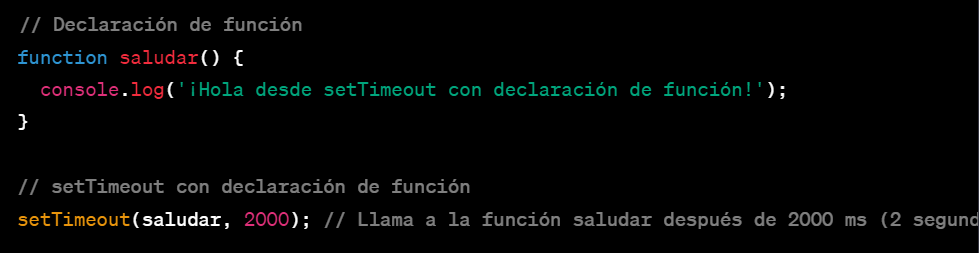 // Declaración de función
function saludar() {
  console.log('¡Hola desde setTimeout con declaración de función!');
}
// setTimeout con declaración de función
setTimeout(saludar, 2000); // Llama a la función saludar después de 2000 ms (2 segund